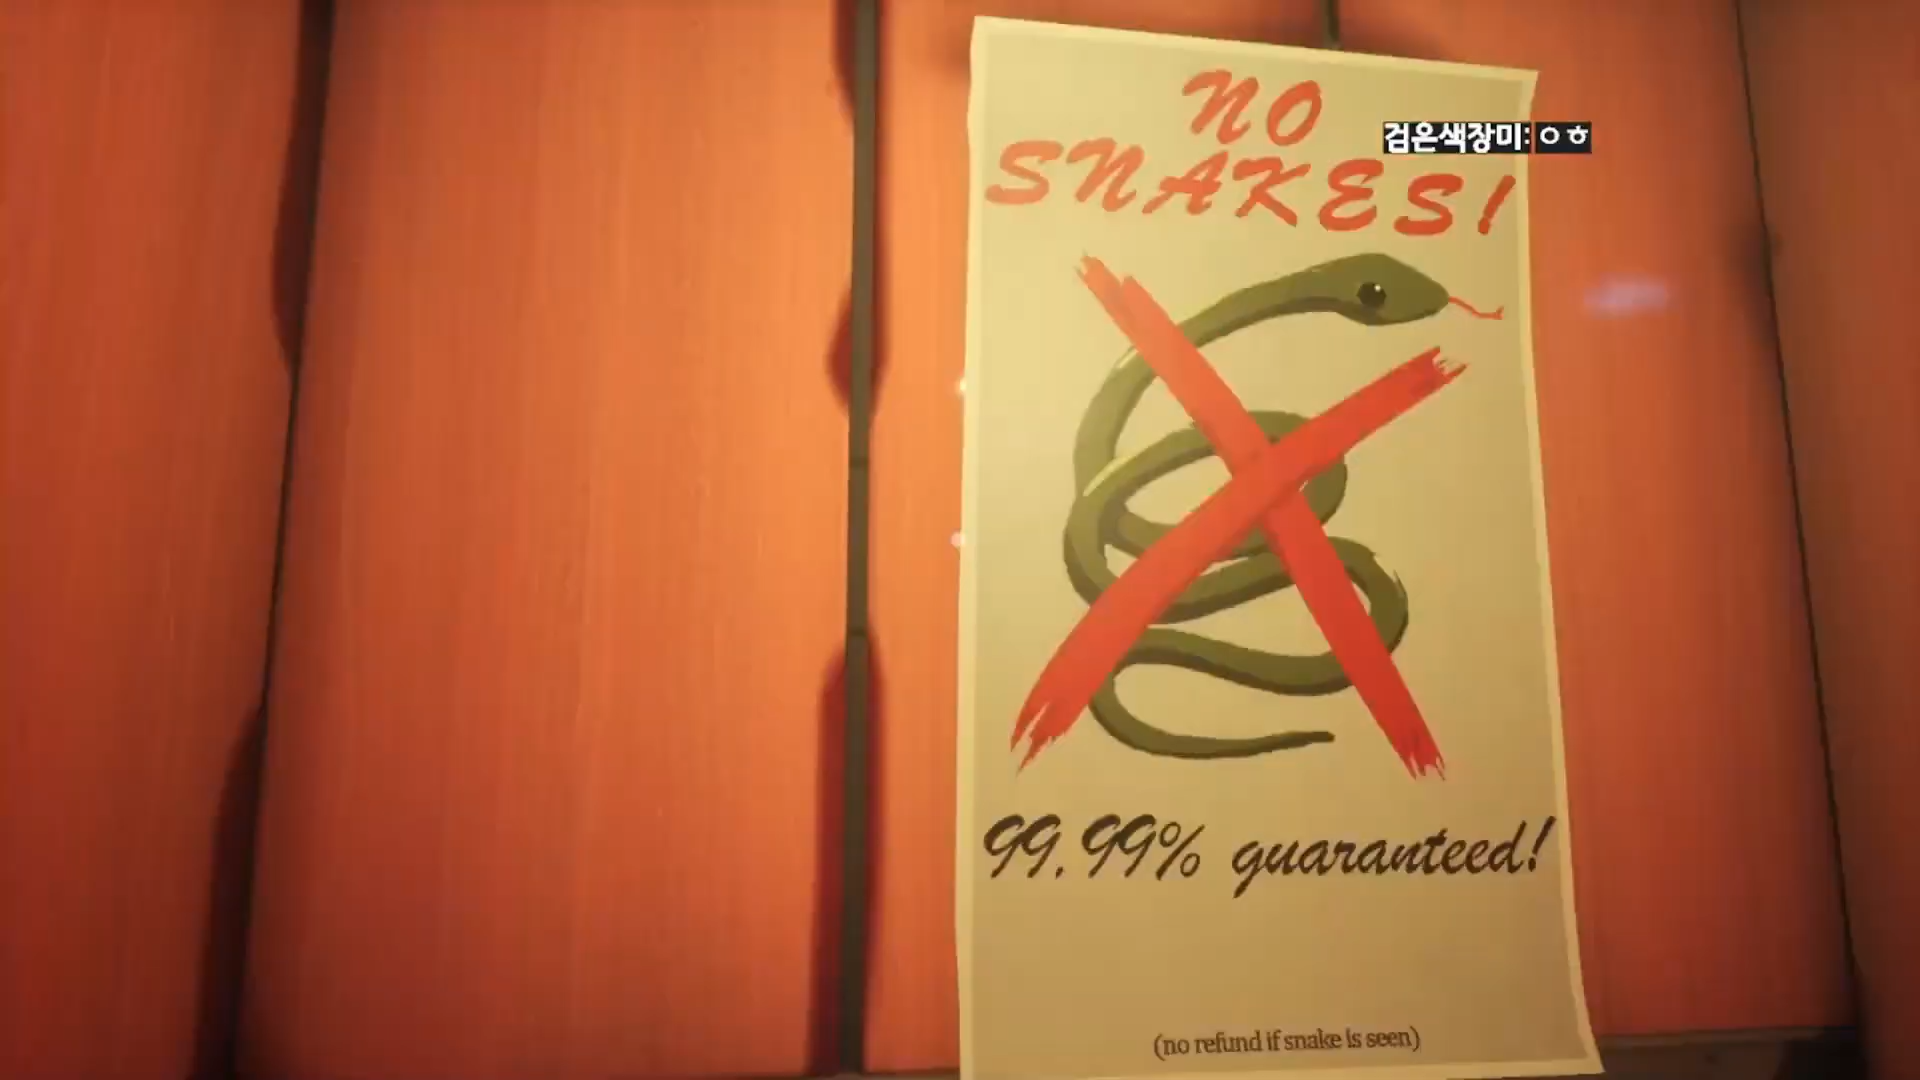 NO
SNAKES!
검은색장미: ㅇㅎ
99.99% guaranteed!
(no refund if snake is seen)